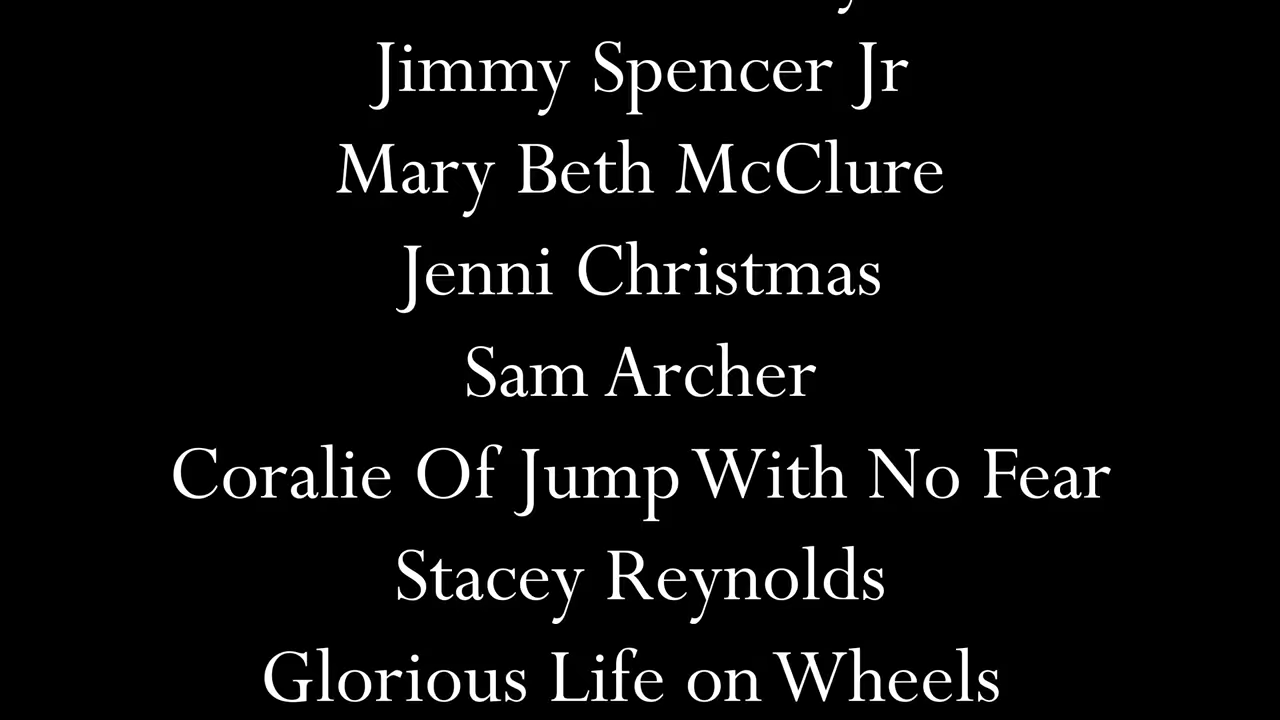 Jimmy Spencer Jr
Mary Beth McClure
Jenni Christmas
Sam Archer
Coralie Of Jump With No Fear
Stacey Reynolds
Glorious Life on Wheels